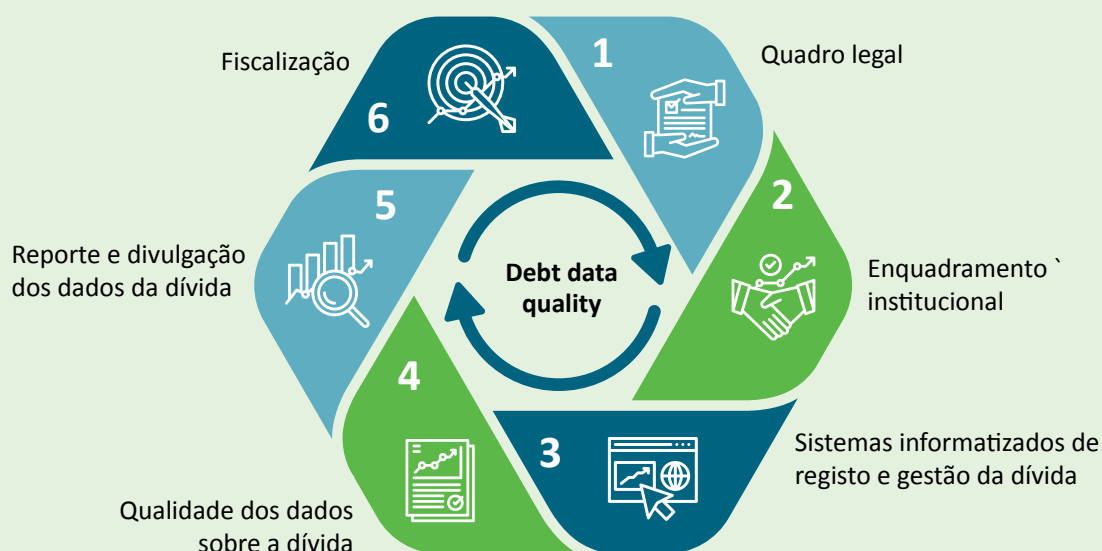 1
Quadro legal
2
Enquadramento `
institucional
3
Sistemas informatizados de
registo e gestão da dívida
4
Qualidade dos dados
sobre a dívida
5
Reporte e divulgação
dos dados da dívida
6
Fiscalização
Debt data
quality